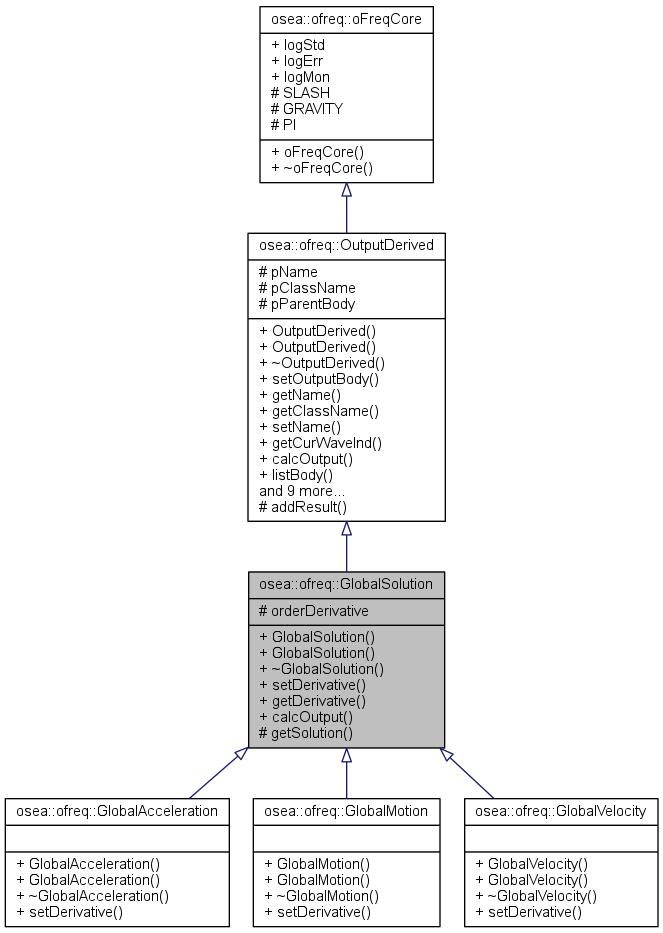 osea::ofreq::oFreqCore
+ logStd
+ logErr
+ logMon
# SLASH
# GRAVITY
# PI
+ oFreqCore()
+ ~oFreqCore()
osea::ofreq::OutputDerived
# pName
# pClassName
# pParentBody
+ OutputDerived()
+ OutputDerived()
+ ~OutputDerived()
+ setOutputBody()
+ getName()
+ getClassName()
+ setName()
+ getCurWaveInd()
+ calcOutput()
+ listBody()
and 9 more...
# addResult()
osea::ofreq::GlobalSolution
# orderDerivative
+ GlobalSolution()
+ GlobalSolution()
+ ~GlobalSolution()
+ setDerivative()
+ getDerivative()
+ calcOutput()
# getSolution()
osea::ofreq::GlobalAcceleration
+ GlobalAcceleration()
+ GlobalAcceleration()
+ ~GlobalAcceleration()
+ setDerivative()
osea::ofreq::GlobalMotion
+ GlobalMotion()
+ GlobalMotion()
+ ~GlobalMotion()
+ setDerivative()
osea::ofreq::GlobalVelocity
+ GlobalVelocity()
+ GlobalVelocity()
+ ~GlobalVelocity()
+ setDerivative()